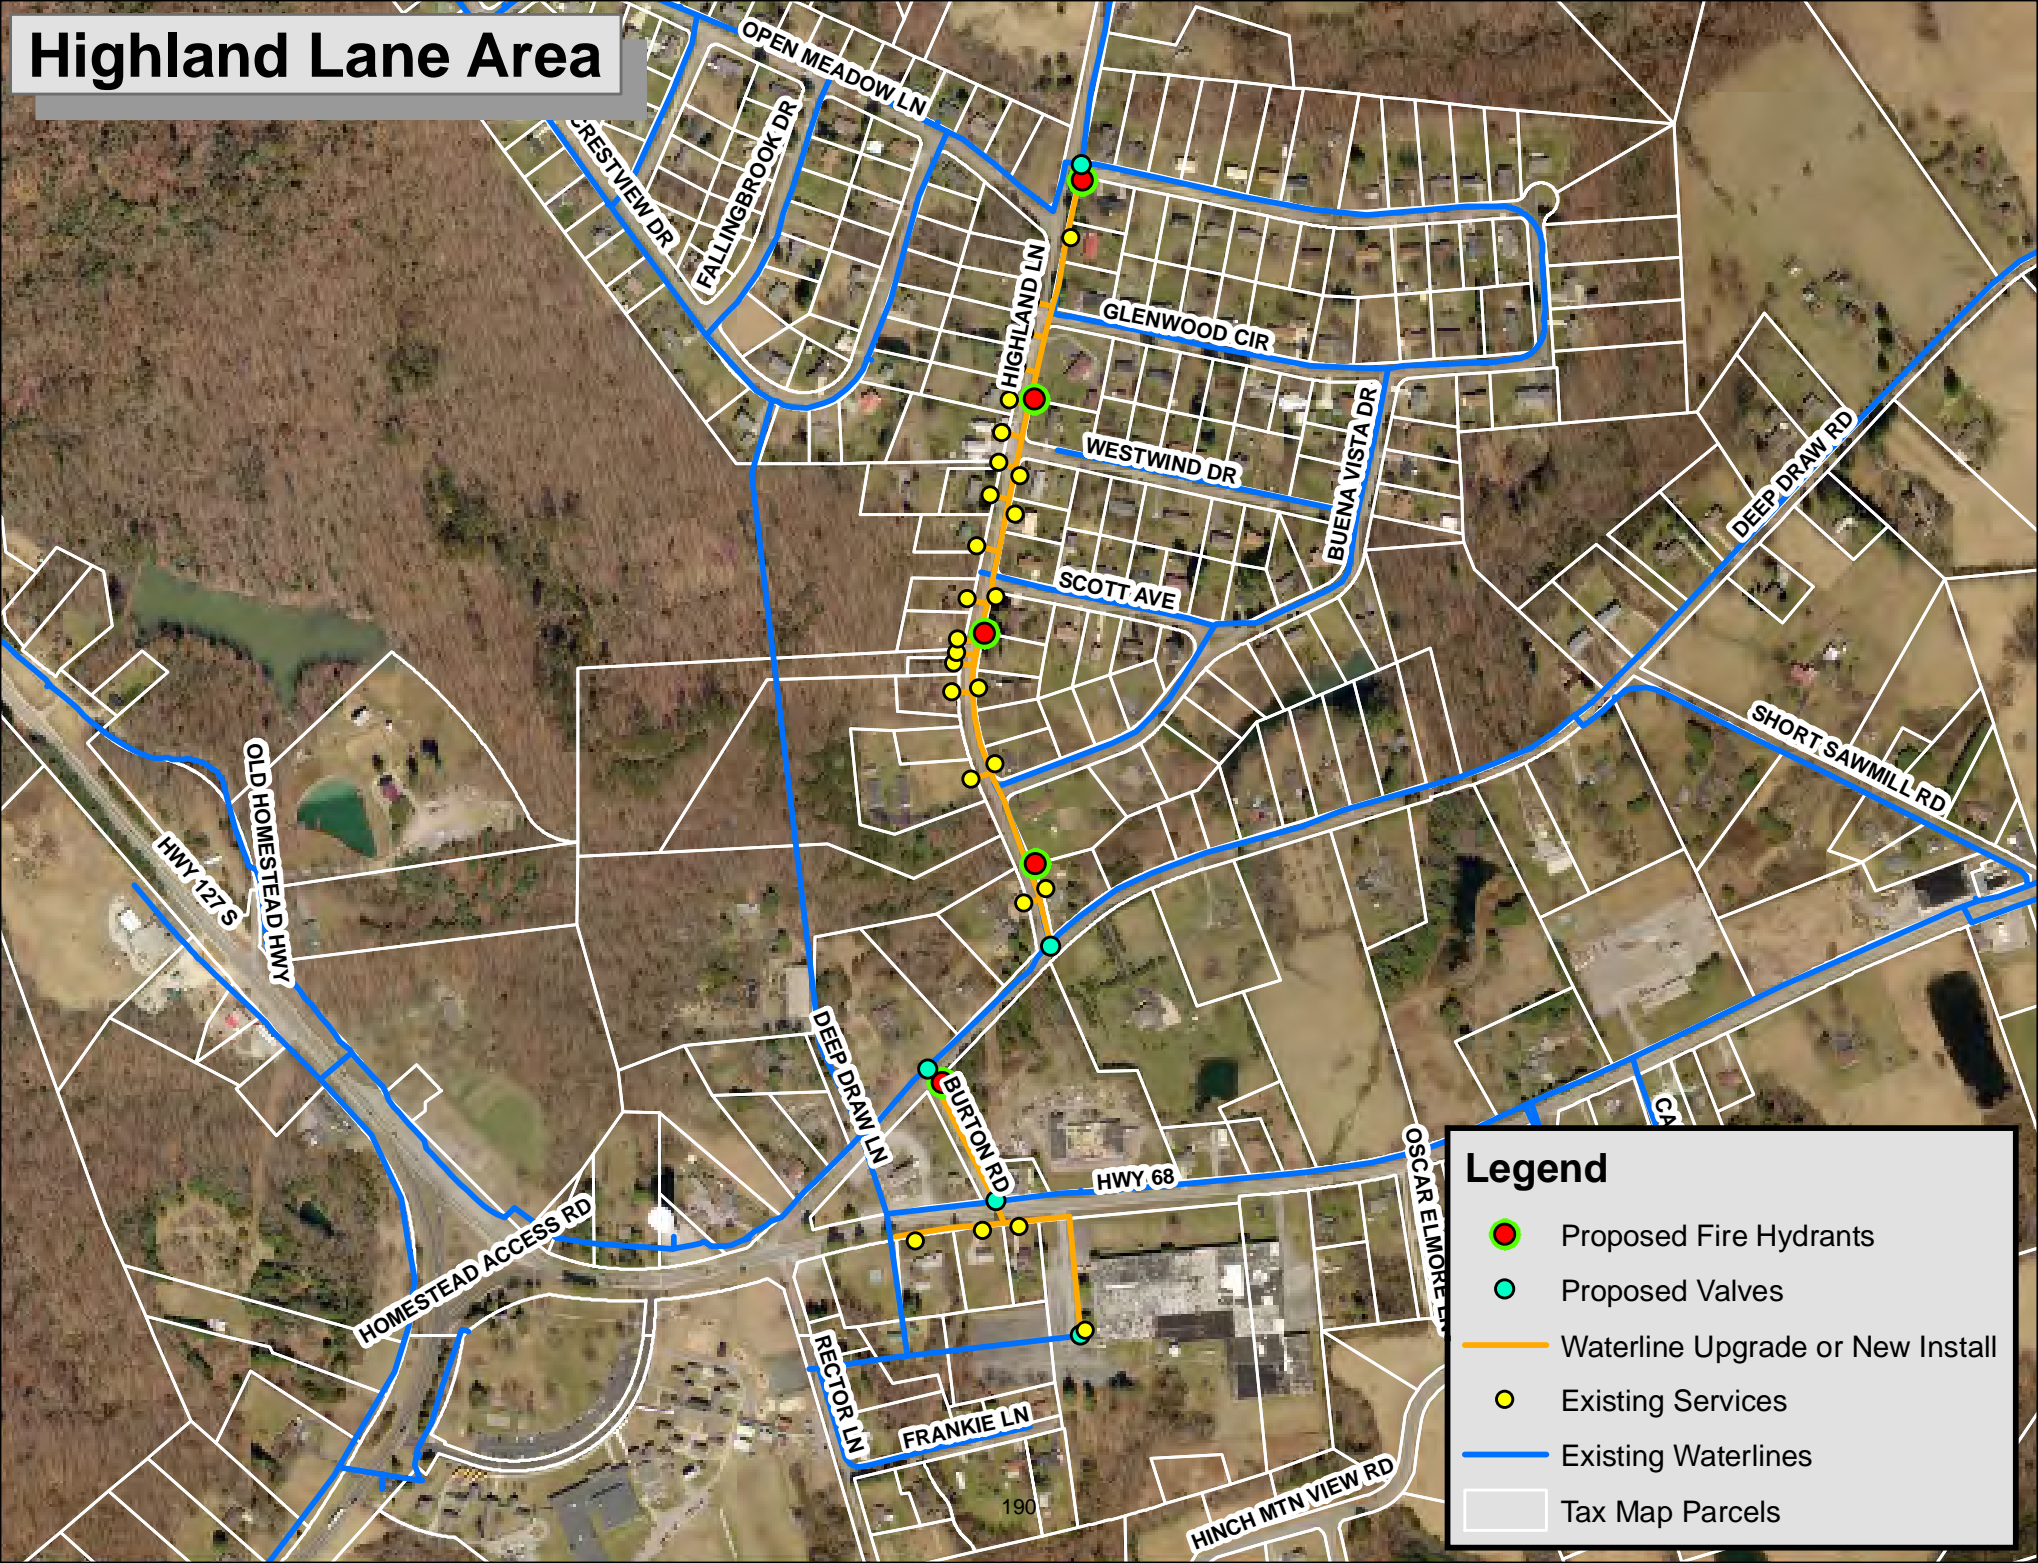 Highland Lane Area
OPEN MEADOW LN
CRESTVIEW DR
FALLINGBROOK DR
HIGHLAND LN
GLENWOOD CIR
WESTWIND DR
BUENA VISTA DR
DEEP DRAW RD
SCOTT AVE
SHORT SAWMILL RD
OLD HOMESTEAD HWY
HWY 127 S
DEEP DRAW LN
BURTON RD
HWY 68
CA
OSCAR ELMORE LN
HOMESTEAD ACCESS RD
RECTOR LN
FRANKIE LN
190
HINCH MTN VIEW RD
Legend
Proposed Fire Hydrants
Proposed Valves
Waterline Upgrade or New Install
Existing Services
Existing Waterlines
Tax Map Parcels